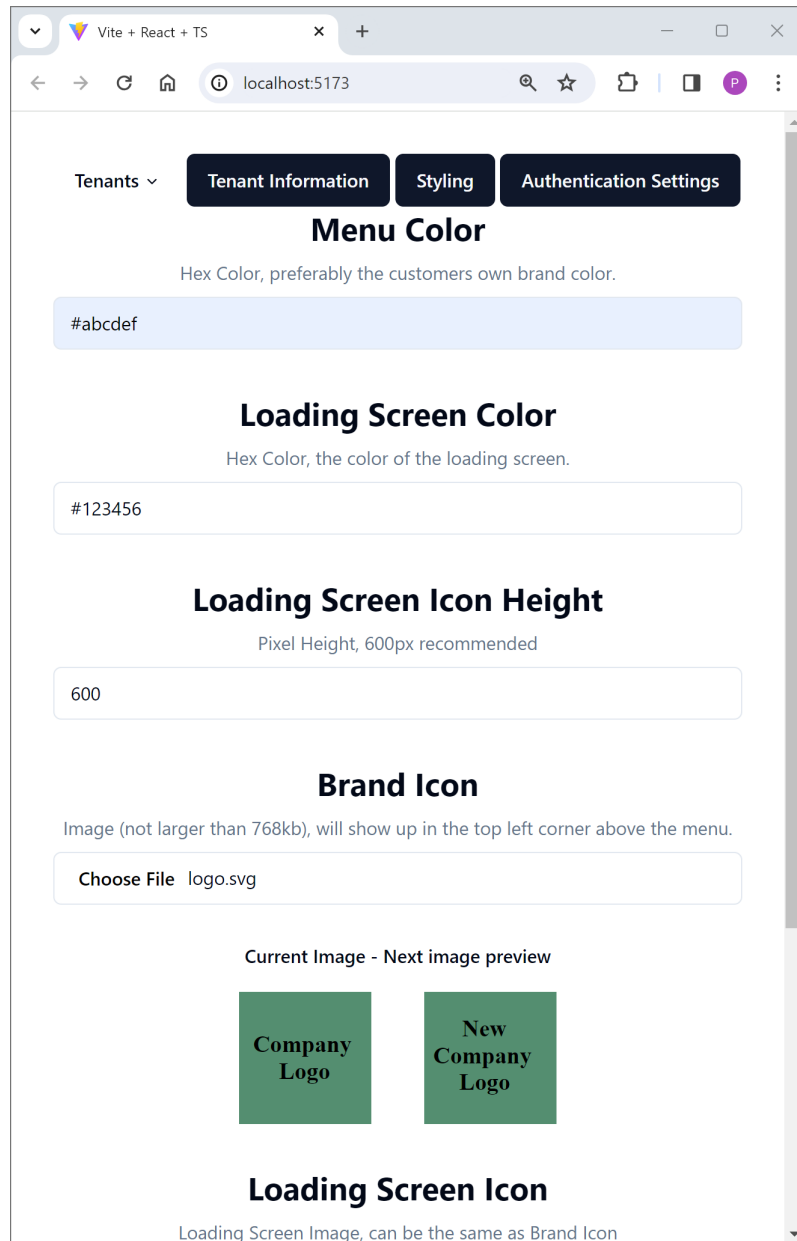 Vite + React + TS
localhost:5173
P
Tenants
Tenant Information
Styling
Authentication Settings
Menu Color
Hex Color, preferably the customers own brand color.
#abcdef
Loading Screen Color
Hex Color, the color of the loading screen.
#123456
Loading Screen Icon Height
Pixel Height, 600px recommended
600
Brand Icon
Image (not larger than 768kb), will show up in the top left corner above the menu.
Choose File logo.svg
Current Image - Next image preview
Company
Logo
New
Company
Logo
Loading Screen Icon
Loading Screen Image, can be the same as Brand Icon